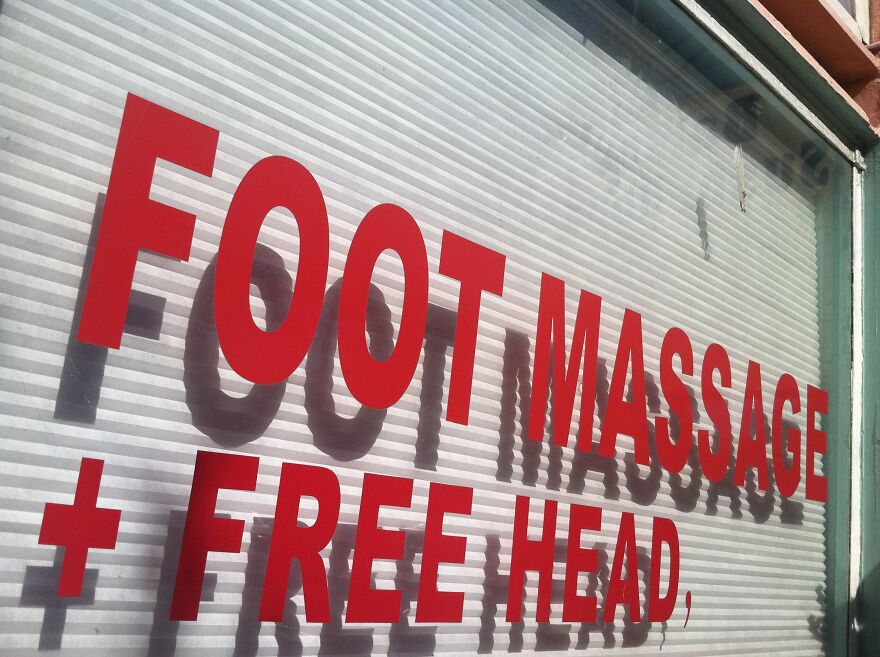 FOOT MASSAGE
+ FREE HEAD,